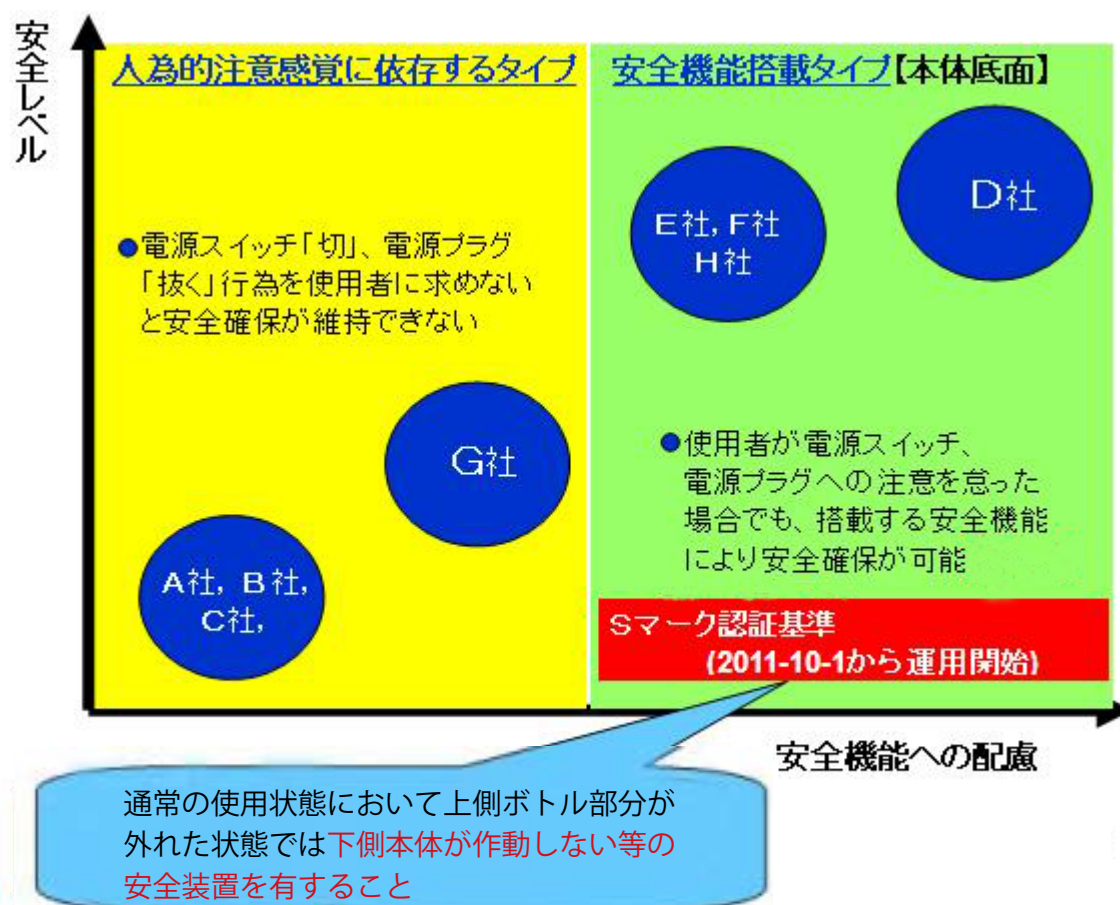 安全レベル
人為的注意感覚に依存するタイプ
安全機能搭載タイプ【本体底面】
D社
E社, F社
H社
●電源スイッチ「切」、電源プラグ
「抜く」行為を使用者に求めない
と安全確保が維持できない
G社
●使用者が電源スイッチ、
電源プラグへの注意を怠った
場合でも、搭載する安全機能
により安全確保が可能
A社, B社,
C社,
Sマーク認証基準
(2011-10-1から運用開始)
安全機能への配慮
通常の使用状態において上側ボトル部分が
外れた状態では下側本体が作動しない等の
安全装置を有すること